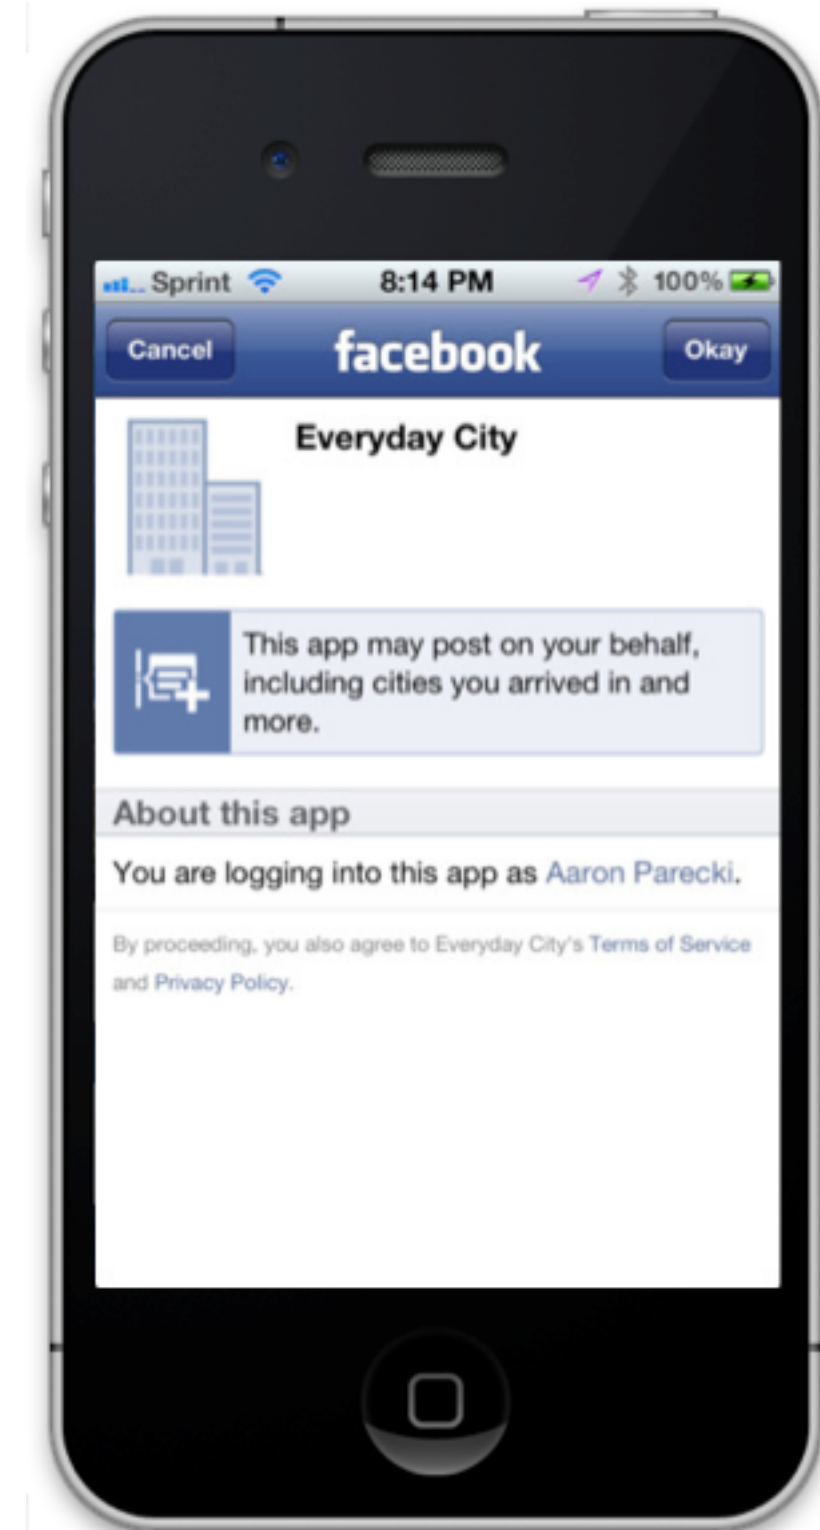 Sprint 8:14 PM 100%
Cancel facebook Okay
Everyday City
This app may post on your behalf,
including cities you arrived in and
more.
About this app
You are logging into this app as Aaron Parecki.
By proceeding, you also agree to Everyday City's Terms of Service
and Privacy Policy.